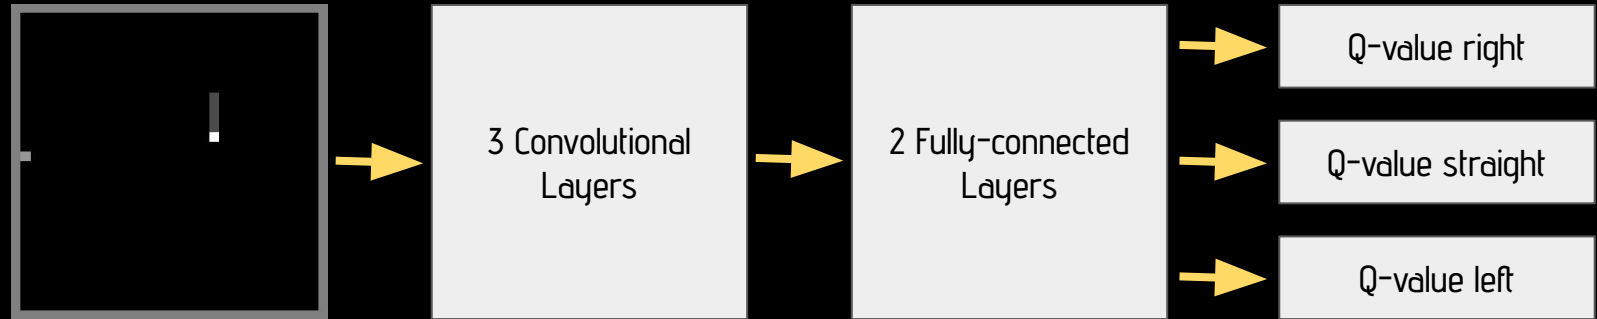 3 Convolutional
Layers
2 Fully-connected
Layers
Q-value right
Q-value straight
Q-value left